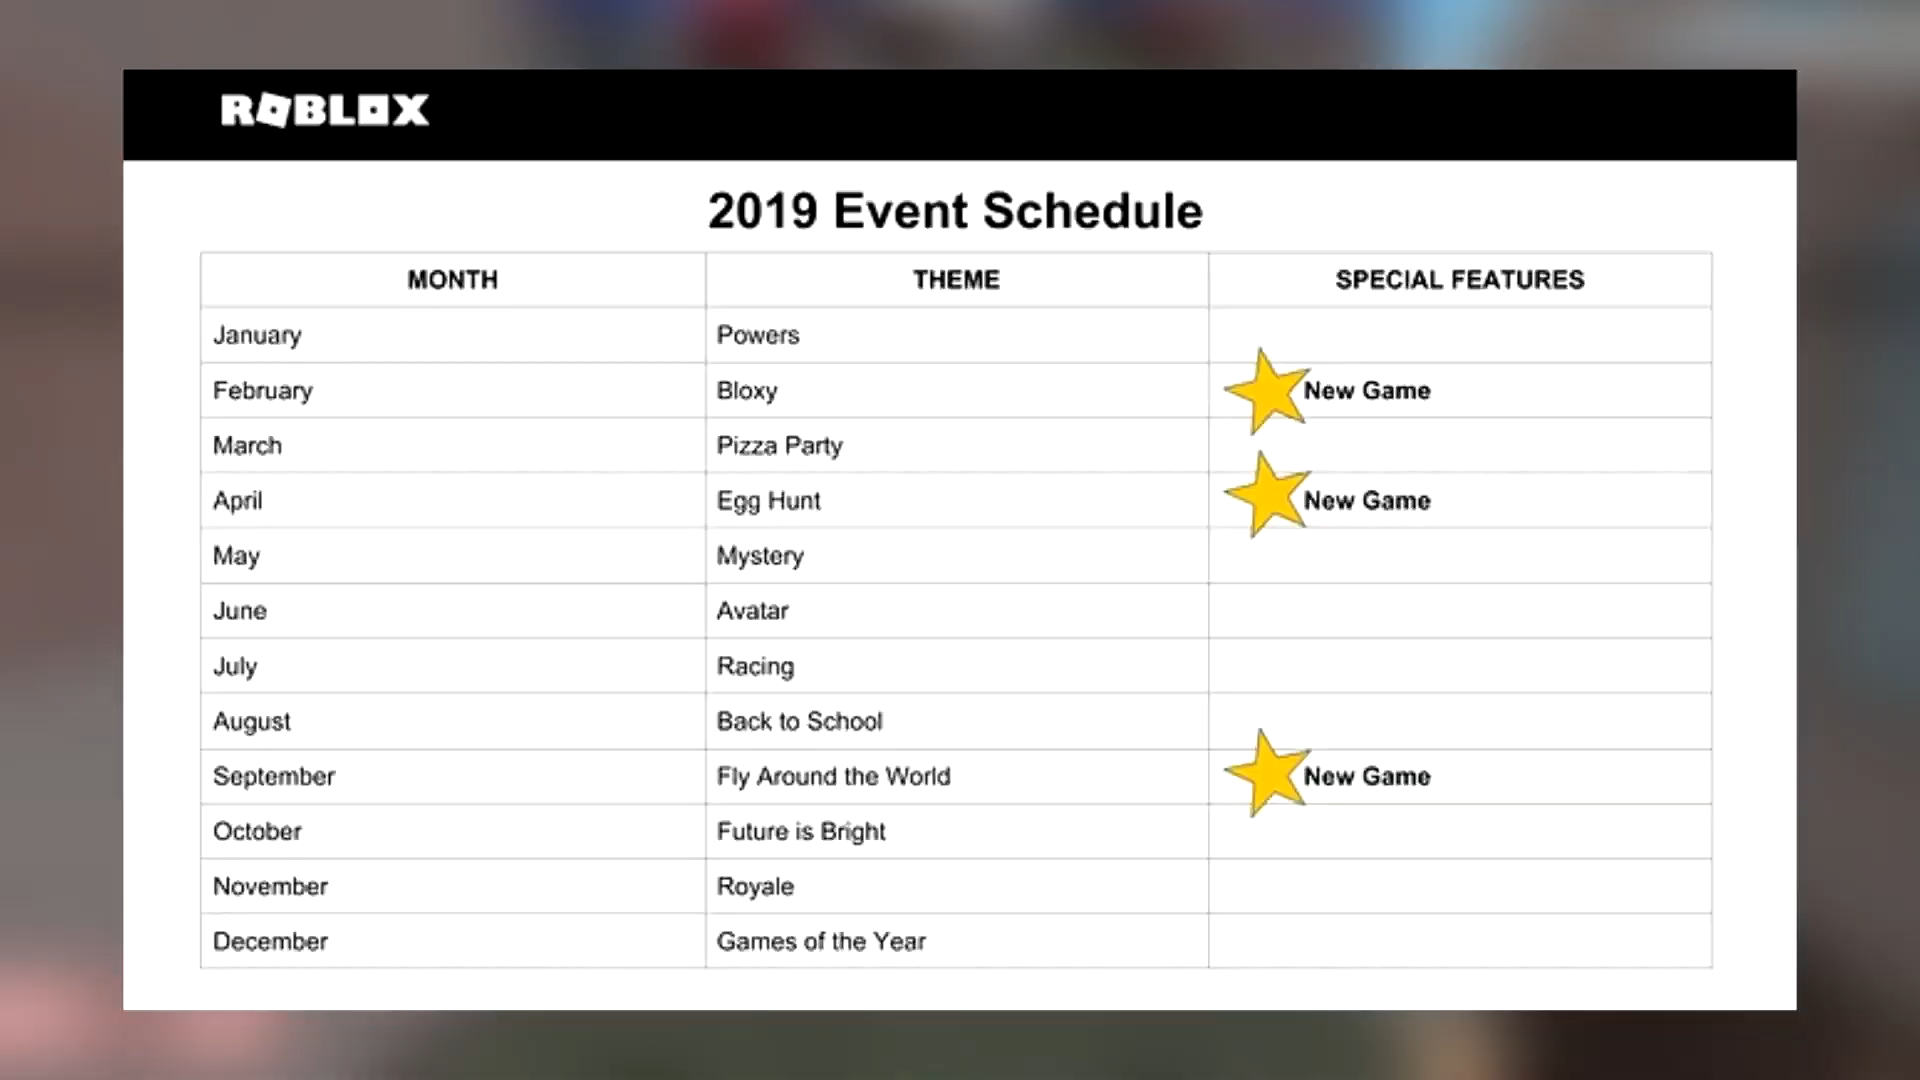 ROBLOX
2019 Event Schedule
MONTH THEME SPECIAL FEATURES
January Powers
February Bloxy New Game
March Pizza Party
April Egg Hunt New Game
May Mystery
June Avatar
July Racing
August Back to School
September Fly Around the World New Game
October Future is Bright
November Royale
December Games of the Year